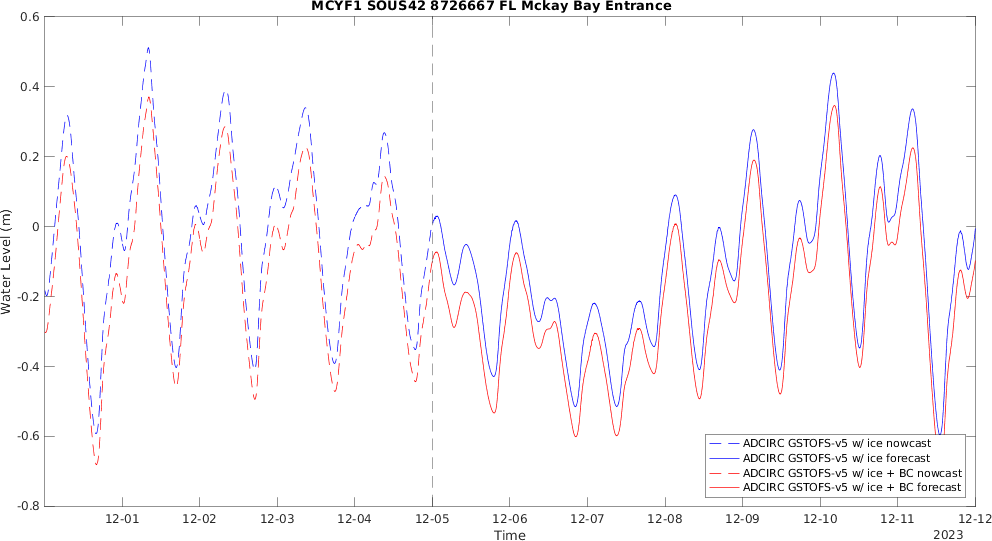 MCYF1 SOUS42 8726667 FL Mckay Bay Entrance
0.6
0.4
0.2
0
-0.2
-0.4
-0.6
-0.8
Water Level (m)
ADCIRC GSTOFS-v5 w/ ice nowcast
ADCIRC GSTOFS-v5 w/ ice forecast
ADCIRC GSTOFS-v5 w/ ice + BC nowcast
ADCIRC GSTOFS-v5 w/ ice + BC forecast
12-01 12-02 12-03 12-04 12-05 12-06 12-07 12-08 12-09 12-10 12-11 12-12
Time
2023